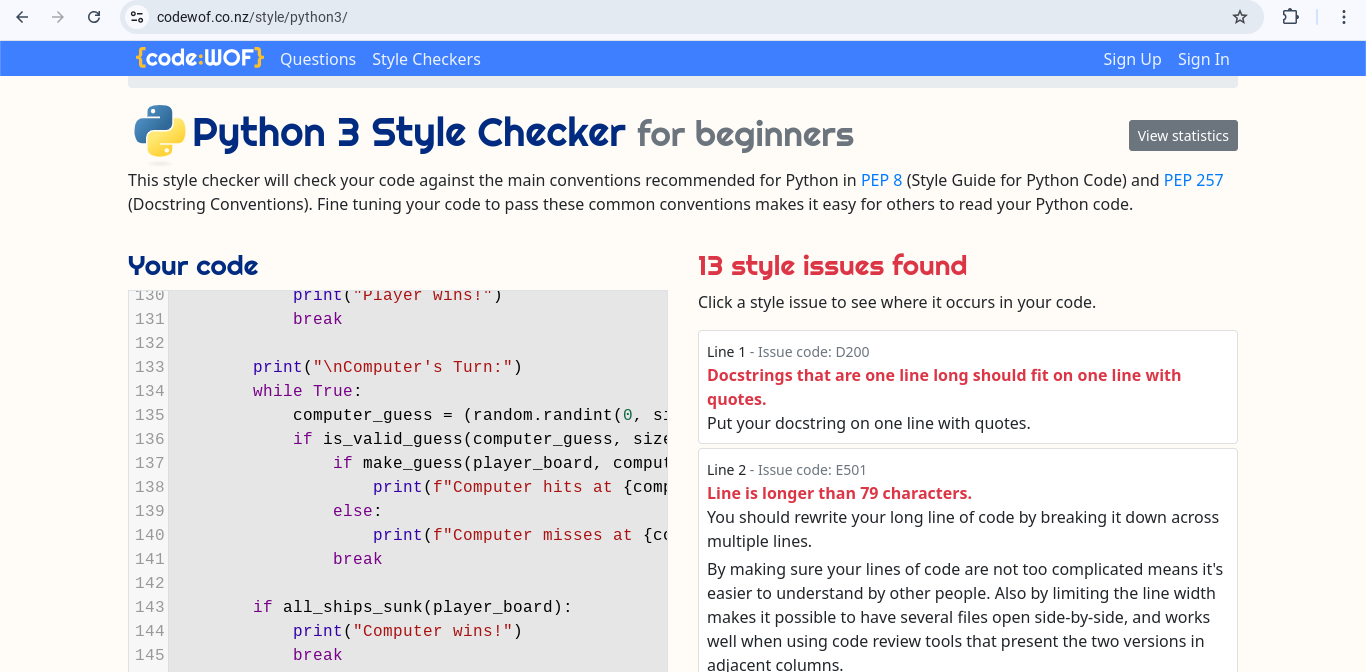 codewof.co.nz/style/python3/
{code:WOF} Questions Style Checkers Sign Up Sign In
Python 3 Style Checker for beginners
View statistics
This style checker will check your code against the main conventions recommended for Python in PEP 8 (Style Guide for Python Code) and PEP 257
(Docstring Conventions). Fine tuning your code to pass these common conventions makes it easy for others to read your Python code.
Your code
130 print("Player wins!")
131 break
132
133 print("\nComputer's Turn:")
134 while True:
135 computer_guess = (random.randint(0, si
136 if is_valid_guess(computer_guess, size
137 if make_guess(player_board, comput
138 print(f"Computer hits at {comp
139 else:
140 print(f"Computer misses at {co
141 break
142
143 if all_ships_sunk(player_board):
144 print("Computer wins!")
145 break
13 style issues found
Click a style issue to see where it occurs in your code.
Line 1 - Issue code: D200
Docstrings that are one line long should fit on one line with
quotes.
Put your docstring on one line with quotes.
Line 2 - Issue code: E501
Line is longer than 79 characters.
You should rewrite your long line of code by breaking it down across
multiple lines.
By making sure your lines of code are not too complicated means it's
easier to understand by other people. Also by limiting the line width
makes it possible to have several files open side-by-side, and works
well when using code review tools that present the two versions in
adjacent columns.